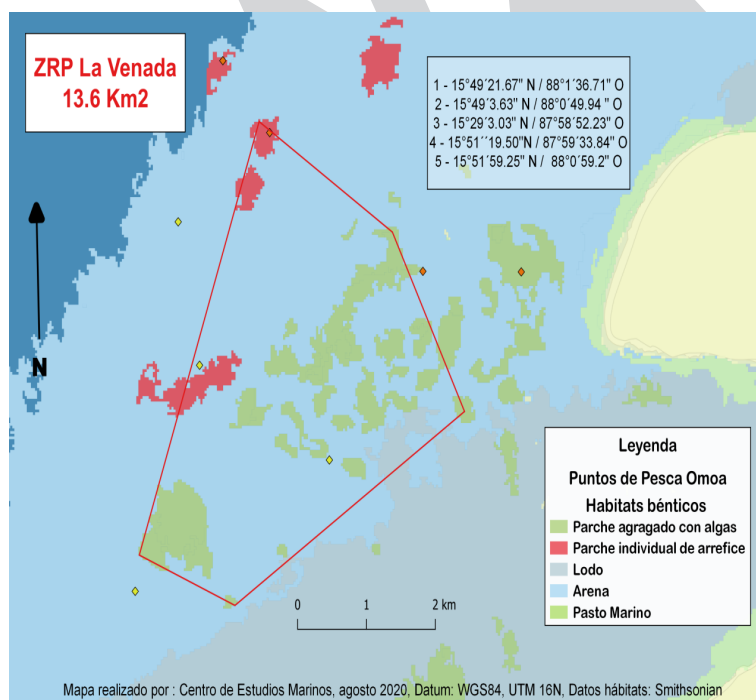 ZRP La Venada
13.6 Km2
1 - 15°49´21.67" N / 88°1´36.71" O
2 - 15°49´3.63" N / 88°0´49.94 " O
3 - 15°29´3.03" N / 87°58´52.23" O
4 - 15°51´´19.50"N / 87°59´33.84" O
5 - 15°51´59.25" N / 88°0´59.2" O
N
Leyenda
Puntos de Pesca Omoa
Habitats bénticos
Parche agragado con algas
Parche individual de arrefice
Lodo
Arena
Pasto Marino
0 1 2 km
Mapa realizado por : Centro de Estudios Marinos, agosto 2020, Datum: WGS84, UTM 16N, Datos hábitats: Smithsonian